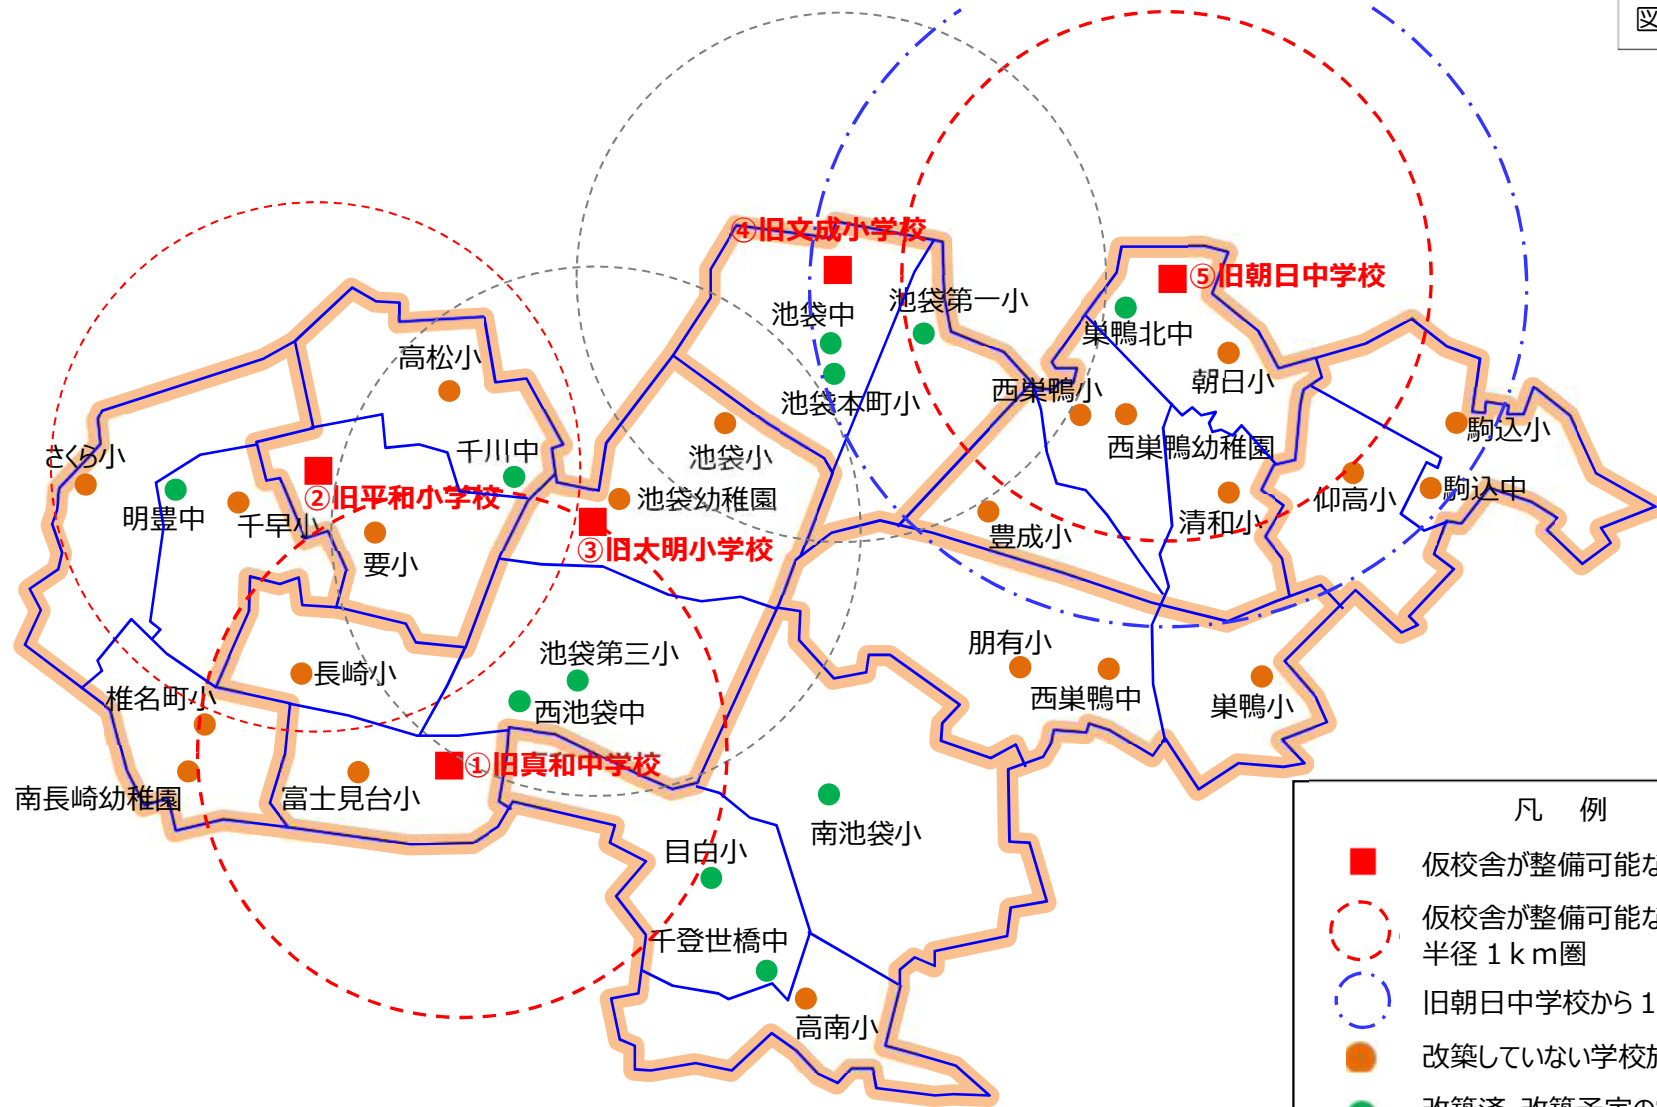 図
④旧文成小学校
⑤旧朝日中学校
池袋中
池袋第一小
巣鴨北中
高松小
朝日小
西巣鴨小
池袋本町小
駒込小
さくら小
千川中
池袋小
西巣鴨幼稚園
②旧平和小学校
池袋幼稚園
仰高小
駒込中
明豊中
千早小
清和小
豊成小
③旧大明小学校
要小
朋有小
池袋第三小
長崎小
椎名町小
西池袋中
西巣鴨中
巣鴨小
①旧真和中学校
南長崎幼稚園
富士見台小
南池袋小
目白小
千登世橋中
高南小
凡 例
仮校舎が整備可能な
仮校舎が整備可能な
半径1km圏
旧朝日中学校から1
改築していない学校施
改築済・改築予定の